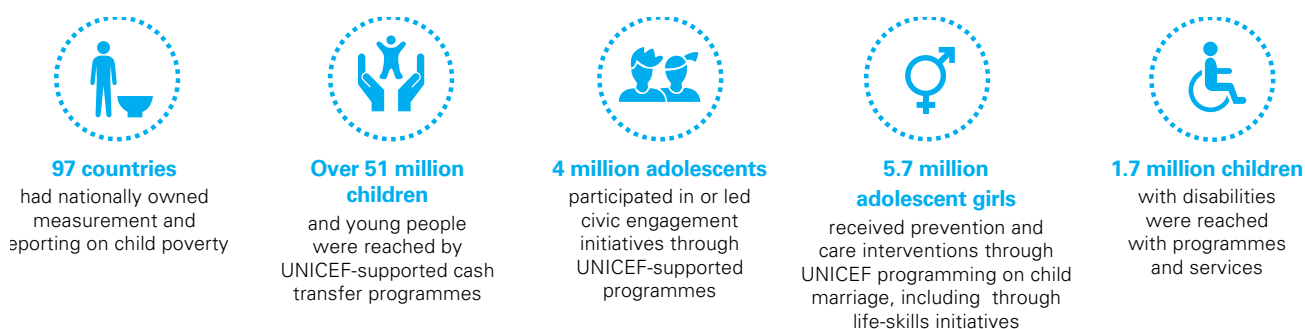 97 countries
had nationally owned
measurement and
eporting on child poverty
Over 51 million
children
and young people
were reached by
UNICEF-supported cash
transfer programmes
4 million adolescents
participated in or led
civic engagement
initiatives through
UNICEF-supported
programmes
5.7 million
adolescent girls
received prevention and
care interventions through
UNICEF programming on child
marriage, including through
life-skills initiatives
1.7 million children
with disabilities
were reached
with programmes
and services